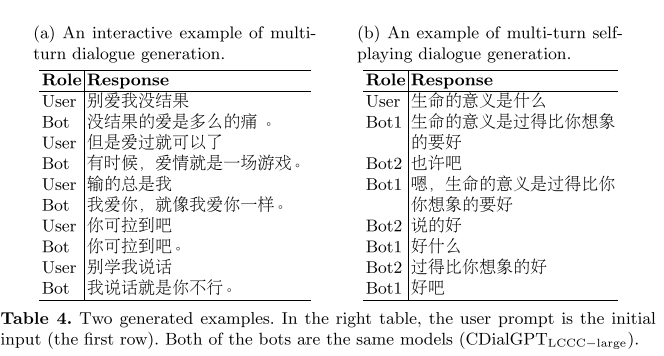 (a) An interactive example of multi-
turn dialogue generation.
Role Response
User 别爱我没结果
Bot 没结果的爱是多么的痛 。
User 但是爱过就可以了
Bot 有时候，爱情就是一场游戏。
User 输的总是我
Bot 我爱你，就像我爱你一样。
User 你可拉到吧
Bot 你可拉到吧。
User 别学我说话
Bot 我说话就是你不行。
(b) An example of multi-turn self-
playing dialogue generation.
Role Response
User 生命的意义是什么
Bot1 生命的意义是过得比你想象
的要好
Bot2 也许吧
Bot1 嗯，生命的意义是过得比你
你想象的要好
Bot2 说的好
Bot1 好什么
Bot2 过得比你想象的好
Bot1 好吧
Table 4. Two generated examples. In the right table, the user prompt is the initial
input (the first row). Both of the bots are the same models (CDialGPT_LCCC−large).